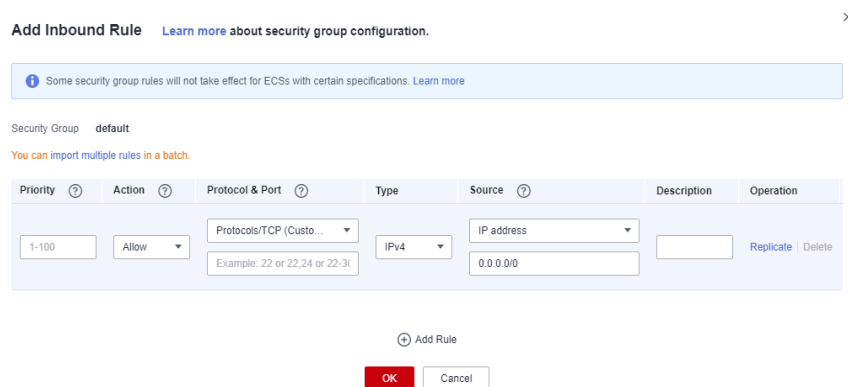 Add Inbound Rule Learn more about security group configuration.
Some security group rules will not take effect for ECSs with certain specifications. Learn more
Security Group default
You can import multiple rules in a batch.
Priority ? Action ? Protocol & Port ? Type Source ? Description Operation
Protocols/TCP (Custo... IP address
1-100 Allow IPv4 Replicate Delete
Example: 22 or 22,24 or 22-3 0.0.0.0/0
Add Rule
OK Cancel